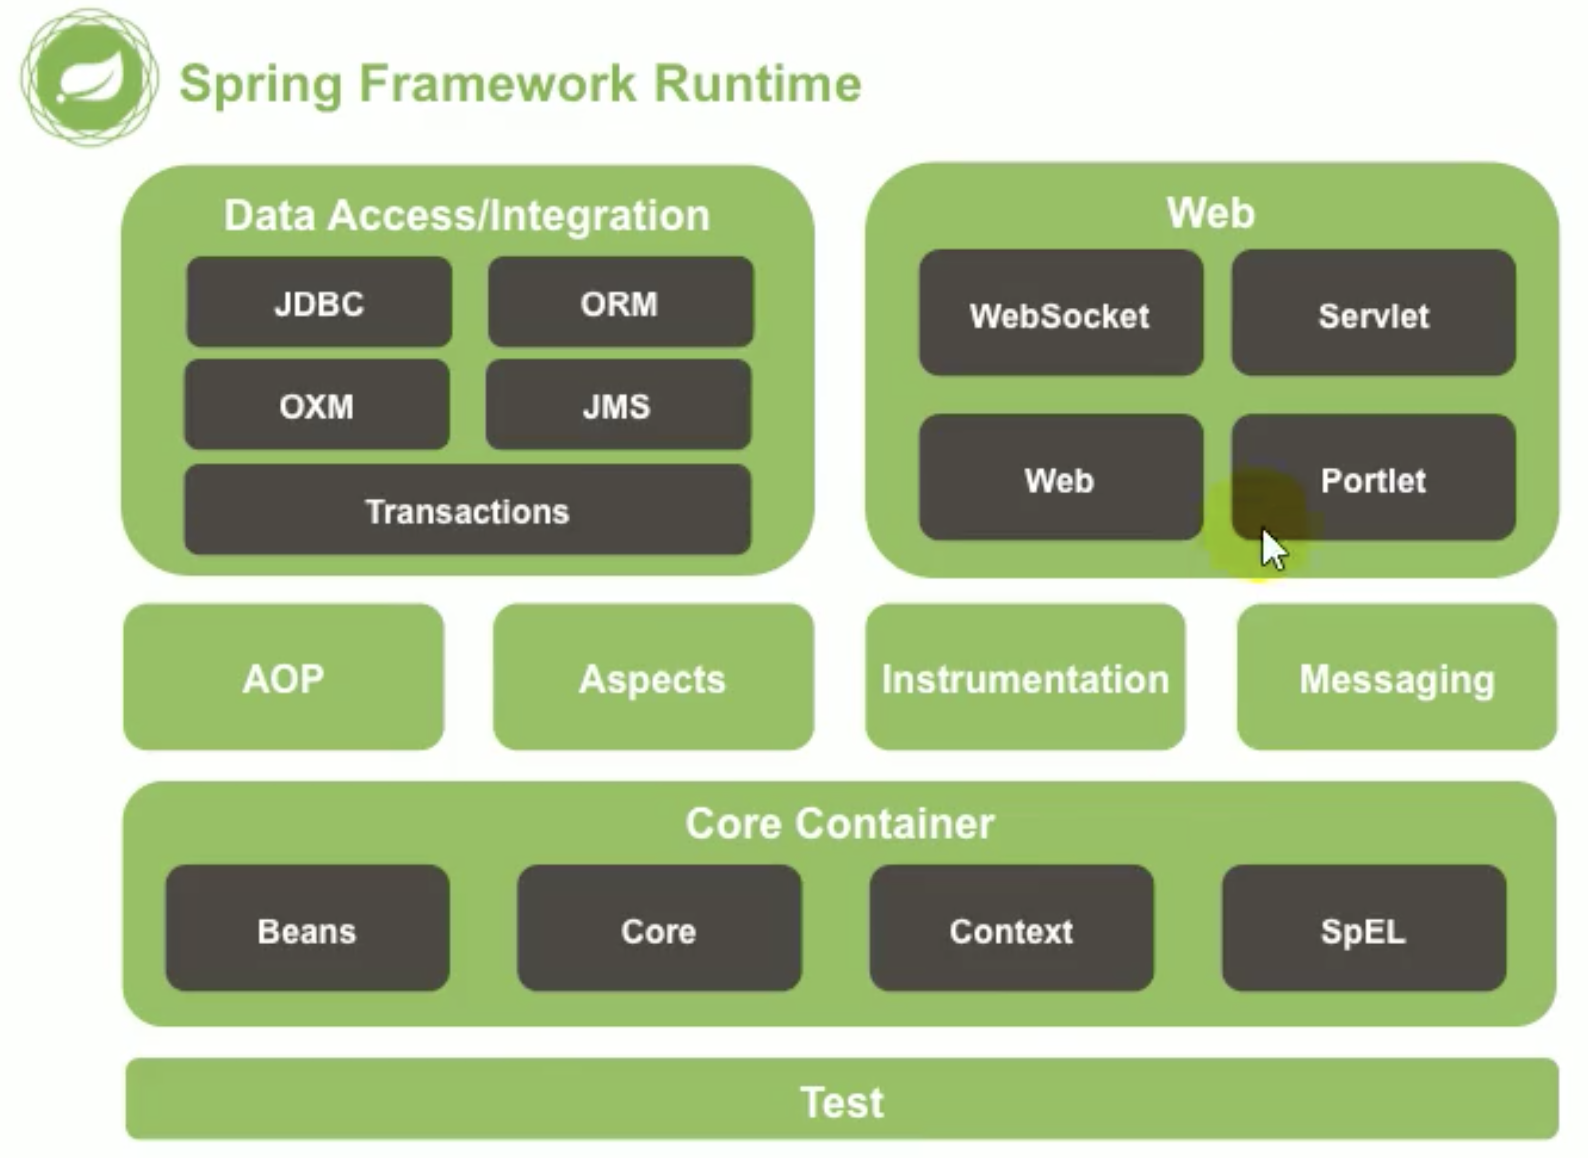 Spring Framework Runtime
Data Access/Integration
JDBC
ORM
OXM
JMS
Transactions
Web
WebSocket
Servlet
Web
Portlet
AOP
Aspects
Instrumentation
Messaging
Core Container
Beans
Core
Context
SpEL
Test